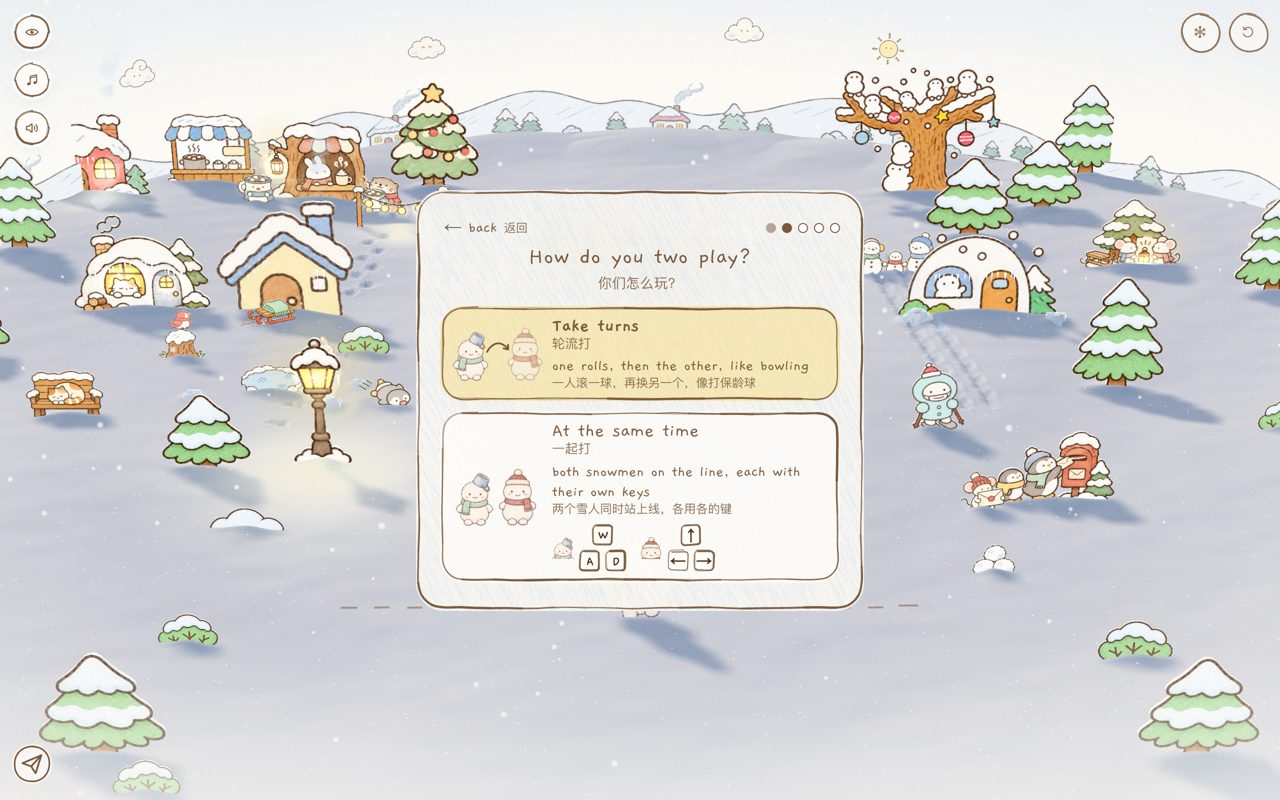 ← back 返回
How do you two play?
你们怎么玩?
Take turns
轮流打
one rolls, then the other, like bowling
一人滚一球，再换另一个，像打保龄球
At the same time
一起打
both snowmen on the line, each with
their own keys
两个雪人同时站上线，各用各的键
W ↑
A D ← →